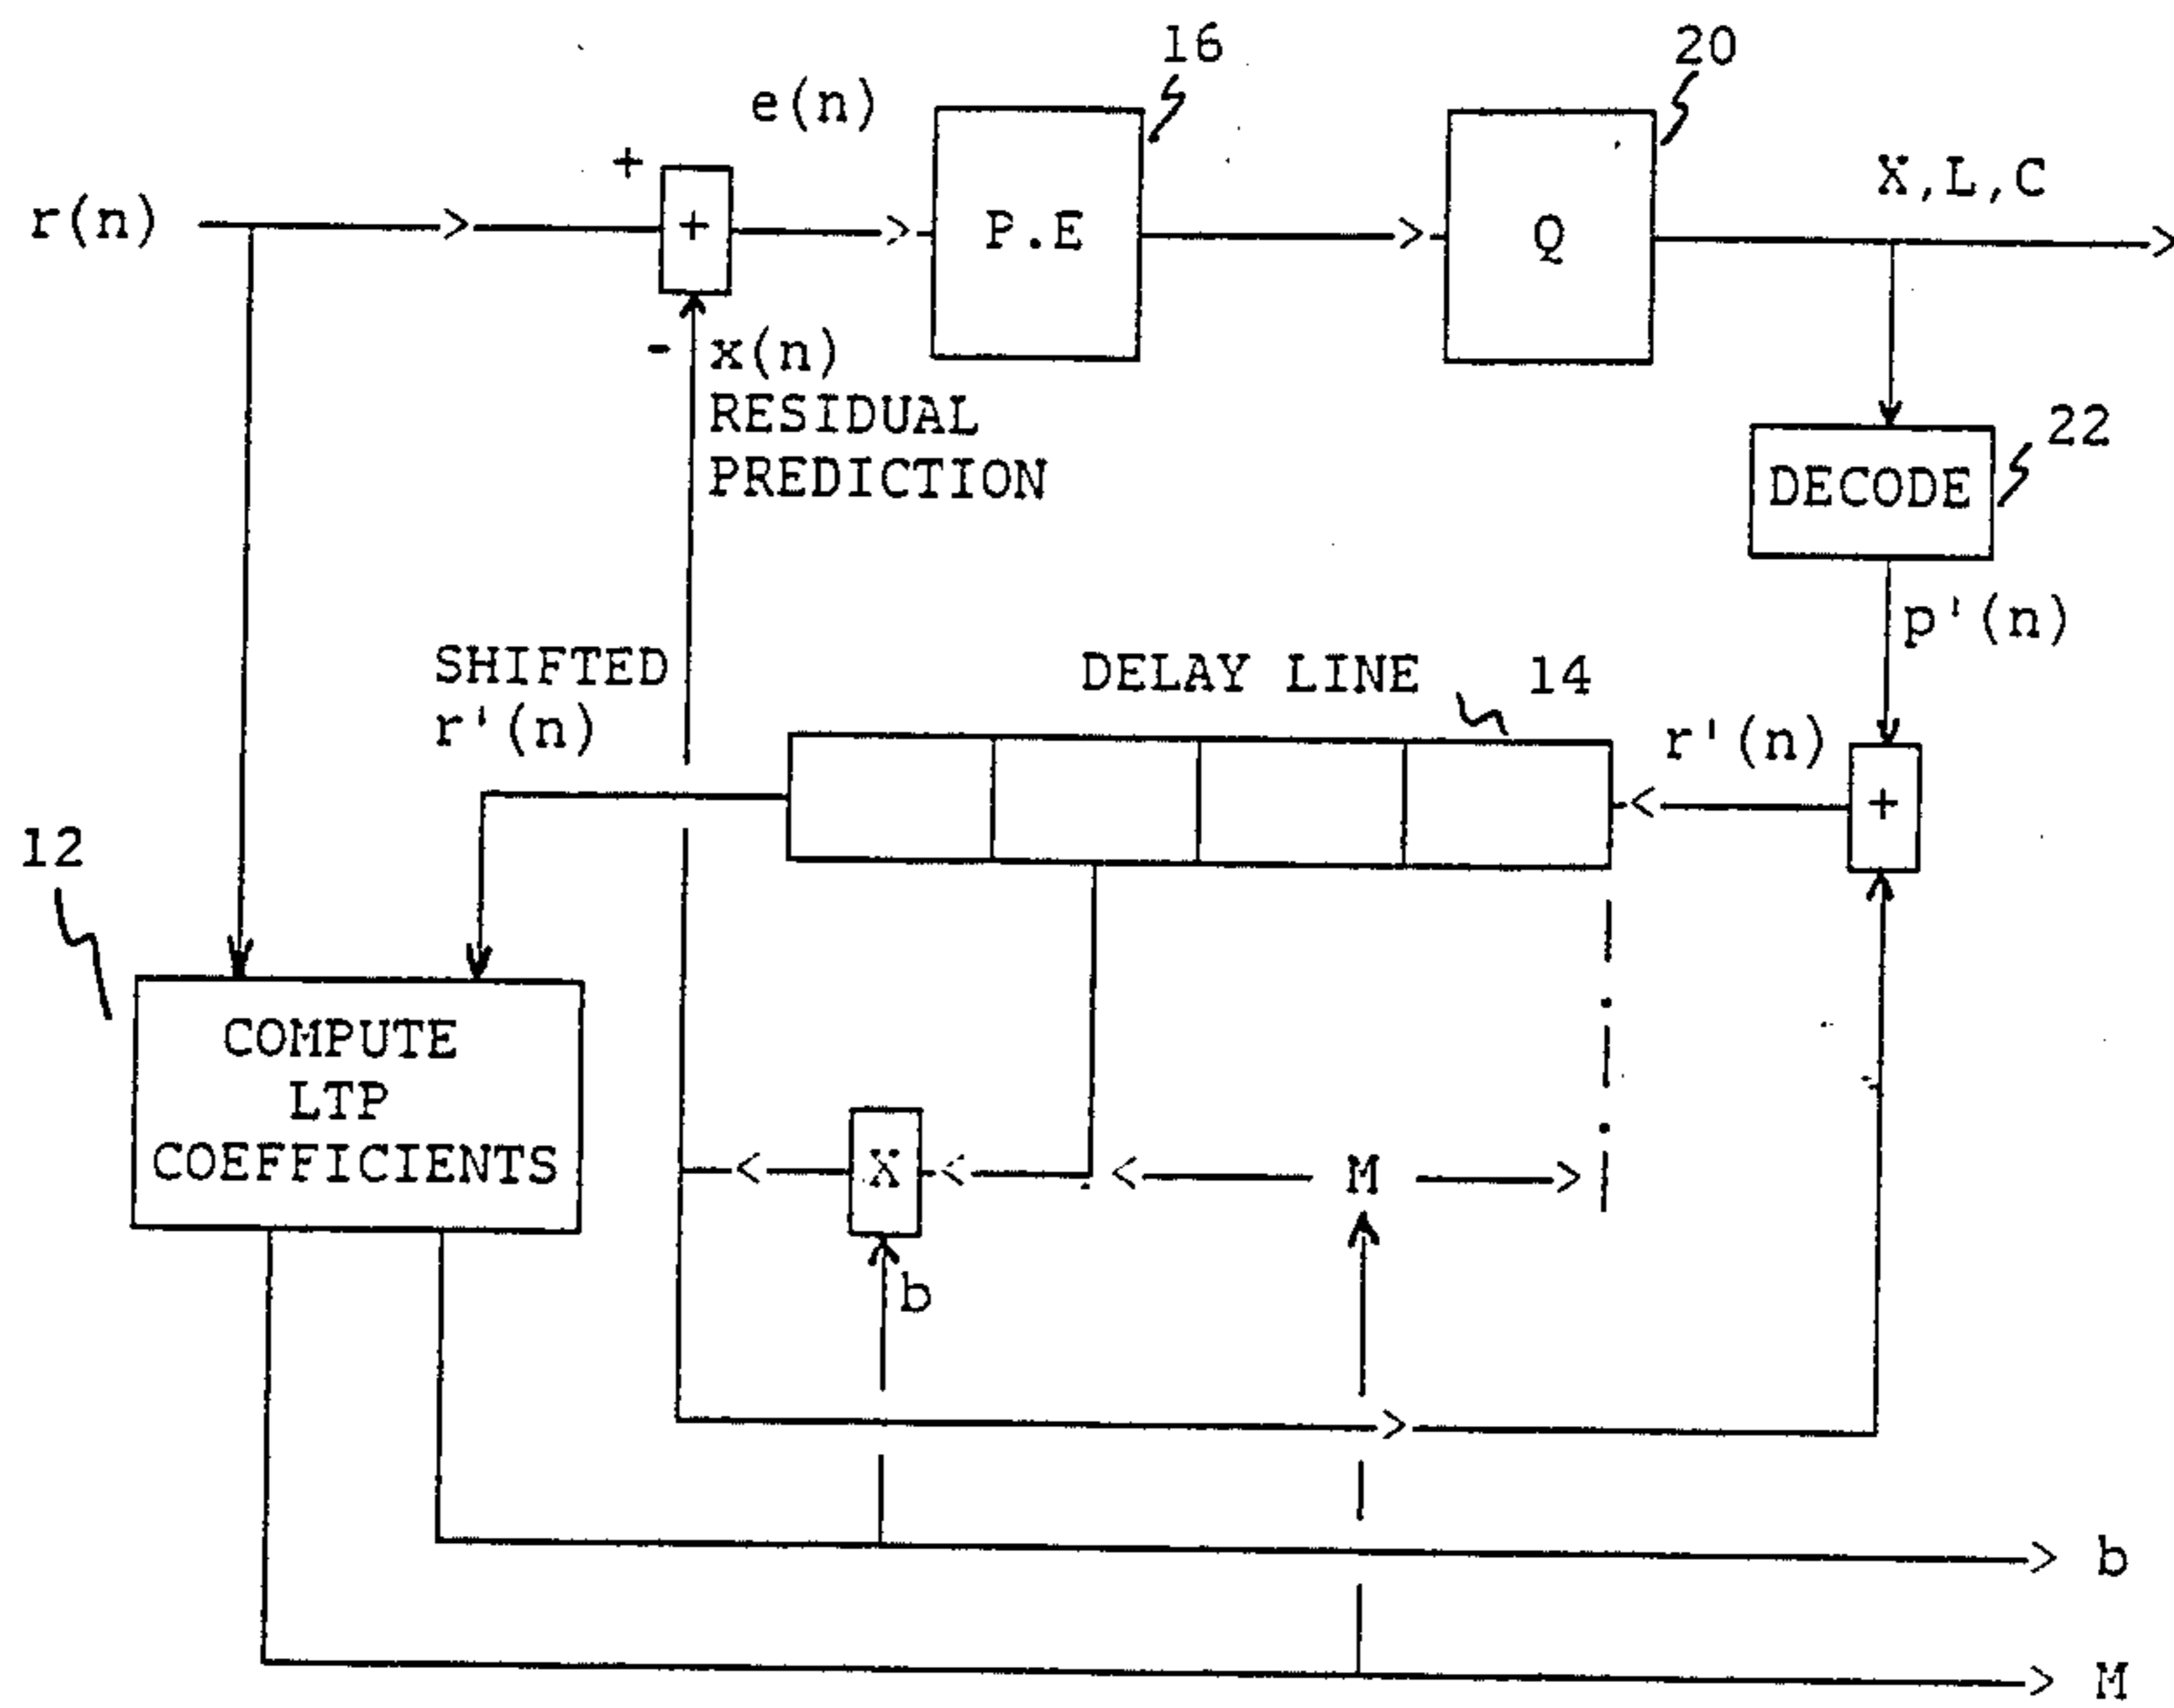 16
20
e(n)
+
X,L,C
r(n)
+
P.E
Q
-
x(n)
RESIDUAL
PREDICTION
22
DECODE
p'(n)
SHIFTED
r'(n)
DELAY LINE
14
r'(n)
+
12
COMPUTE
LTP
COEFFICIENTS
X
M
b
b
M